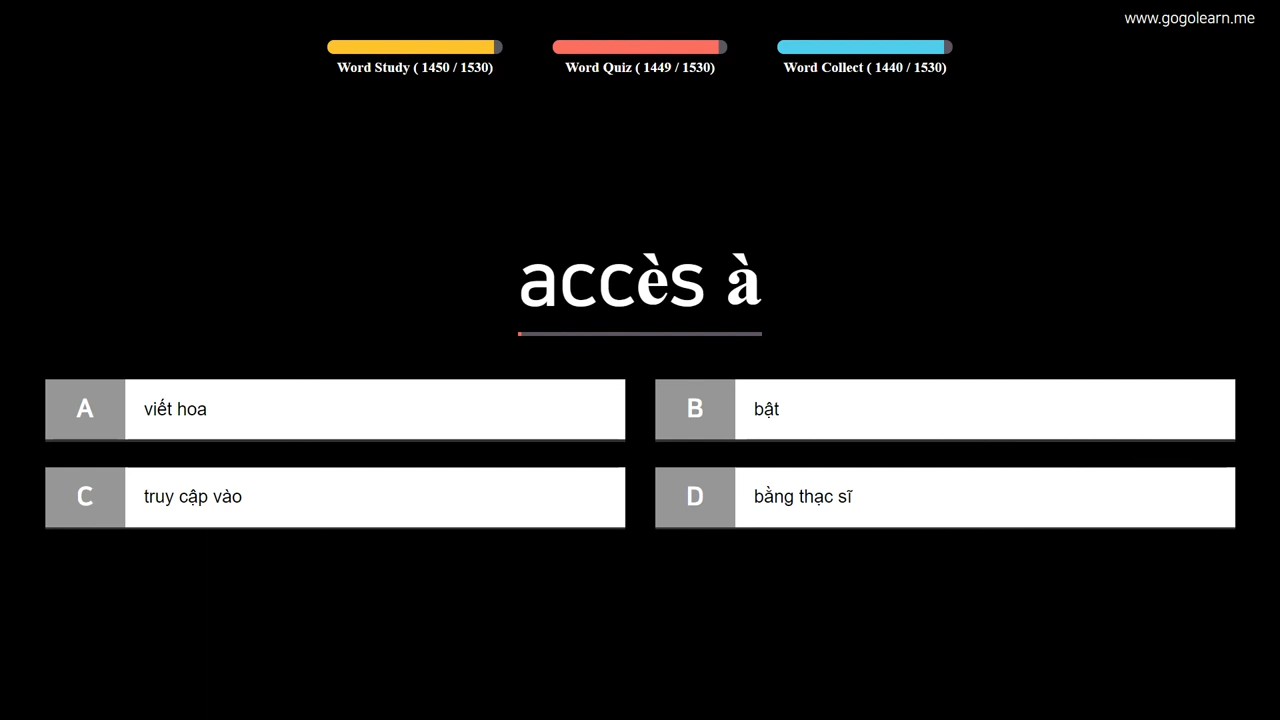 www.gogolearn.me
Word Study ( 1450 / 1530)
Word Quiz ( 1449 / 1530)
Word Collect ( 1440 / 1530)
accès à
A viết hoa
B bật
C truy cập vào
D bằng thạc sĩ